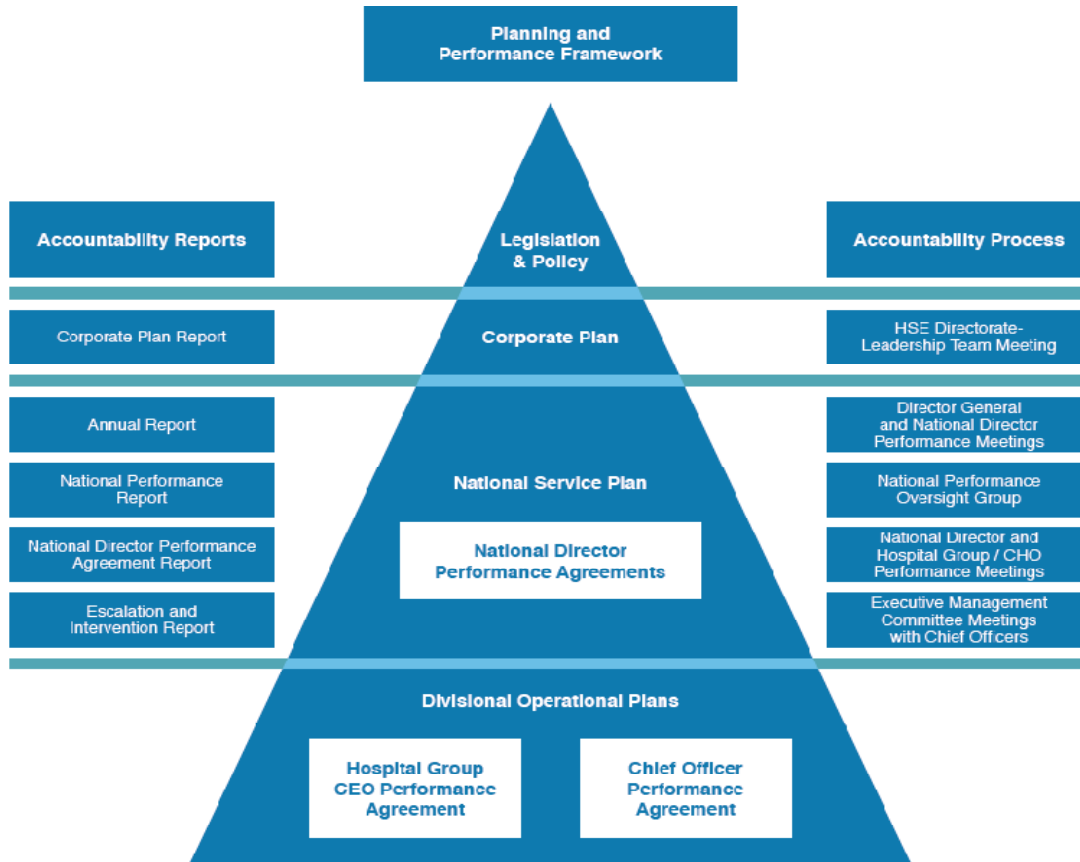 Planning and
Performance Framework
Accountability Reports
Legislation
& Policy
Accountability Process
Corporate Plan Report
Corporate Plan
HSE Directorate-
Leadership Team Meeting
Annual Report
Director General
and National Director
Performance Meetings
National Performance
Report
National Service Plan
National Performance
Oversight Group
National Director Performance
Agreement Report
National Director
Performance Agreements
National Director and
Hospital Group / CHO
Performance Meetings
Escalation and
Intervention Report
Executive Management
Committee Meetings
with Chief Officers
Divisional Operational Plans
Hospital Group
CEO Performance
Agreement
Chief Officer
Performance
Agreement